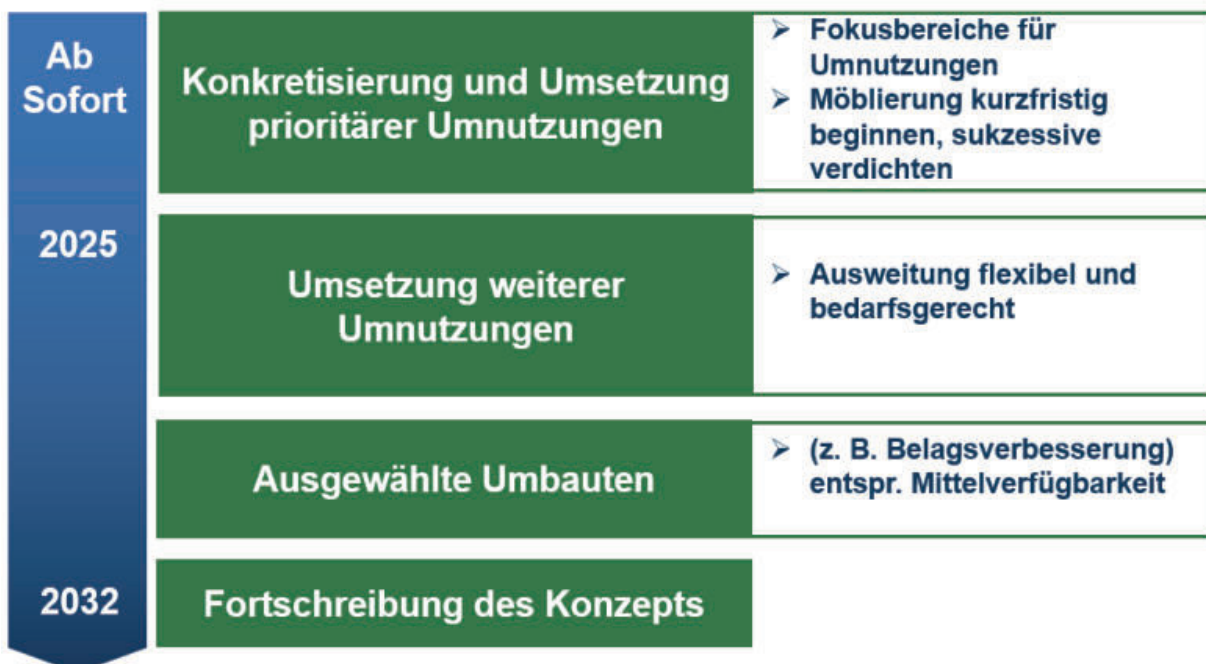 Ab
Sofort
Konkretisierung und Umsetzung
prioritärer Umnutzungen
➢ Fokusbereiche für
Umnutzungen
➢ Möblierung kurzfristig
beginnen, sukzessive
verdichten
2025
Umsetzung weiterer
Umnutzungen
➢ Ausweitung flexibel und
bedarfsgerecht
Ausgewählte Umbauten
➢ (z. B. Belagsverbesserung)
entspr. Mittelverfügbarkeit
2032
Fortschreibung des Konzepts